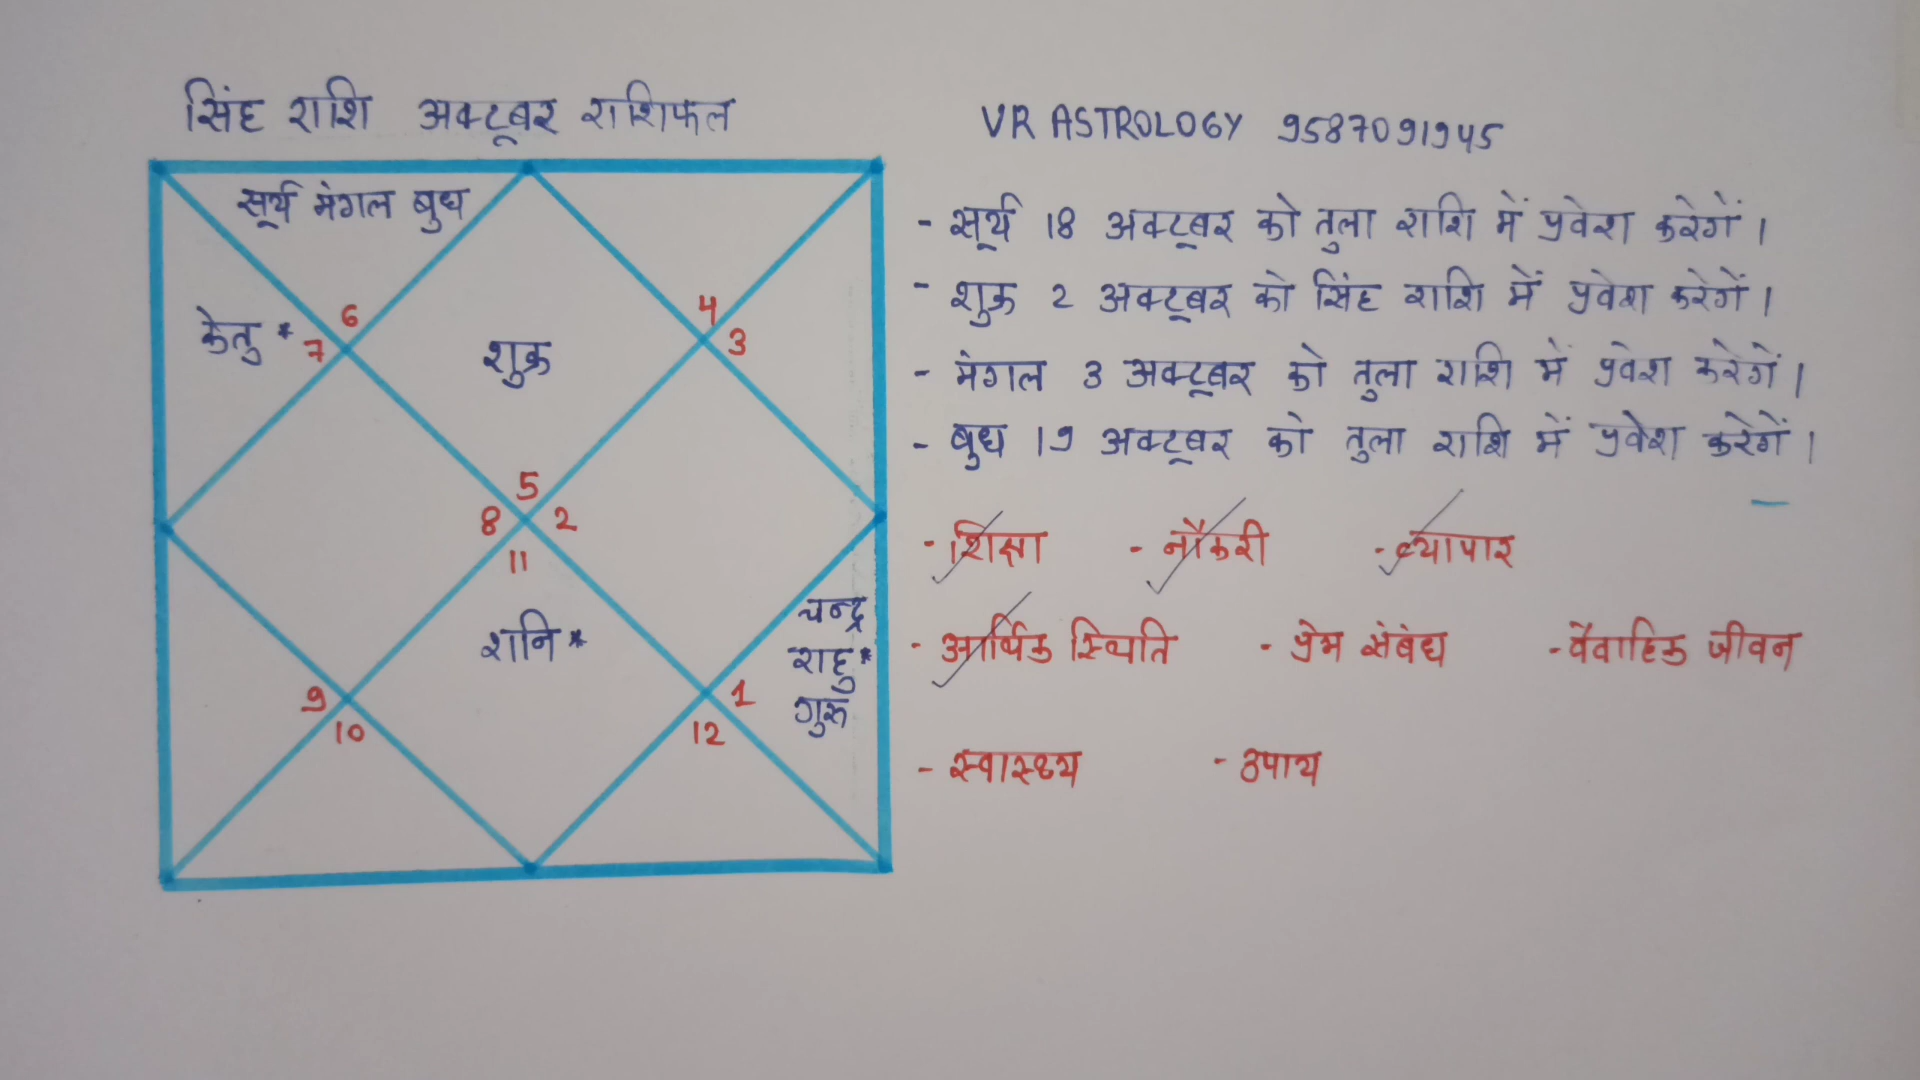 सिंह राशि अक्टूबर राशिफल
VR ASTROLOGY 9587091945
सूर्य मंगल बुध
केतु *
6
7
शुक्र
4
3
5
8 2
11
शनि *
चन्द्र
राहु *
गुरू
9
10
1
12
- सूर्य 18 अक्टूबर को तुला राशि में प्रवेश करेगें।
- शुक्र 2 अक्टूबर को सिंह राशि में प्रवेश करेगें।
- मंगल 3 अक्टूबर को तुला राशि में प्रवेश करेगें।
- बुध 19 अक्टूबर को तुला राशि में प्रवेश करेगें।
- शिक्षा - नौकरी - व्यापार
- आर्थिक स्थिति - प्रेम संबंध - वैवाहिक जीवन
- स्वास्थ्य - उपाय